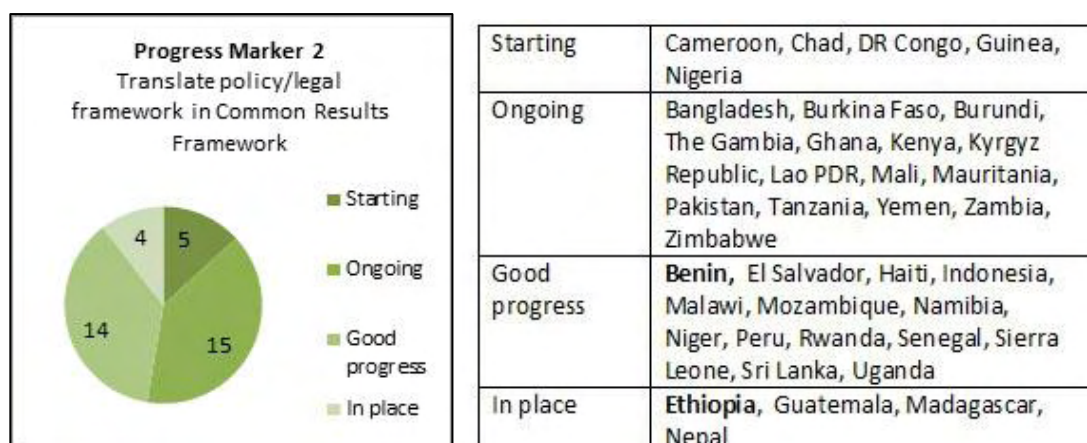 Progress Marker 2
Translate policy/legal
framework in Common Results
Framework
Starting
Ongoing
Good
progress
In place
4
5
14
15
Starting
Cameroon, Chad, DR Congo, Guinea,
Nigeria
Ongoing
Bangladesh, Burkina Faso, Burundi,
The Gambia, Ghana, Kenya, Kyrgyz
Republic, Lao PDR, Mali, Mauritania,
Pakistan, Tanzania, Yemen, Zambia,
Zimbabwe
Good
progress
Benin, El Salvador, Haiti, Indonesia,
Malawi, Mozambique, Namibia,
Niger, Peru, Rwanda, Senegal, Sierra
Leone, Sri Lanka, Uganda
In place
Ethiopia, Guatemala, Madagascar,
Nepal